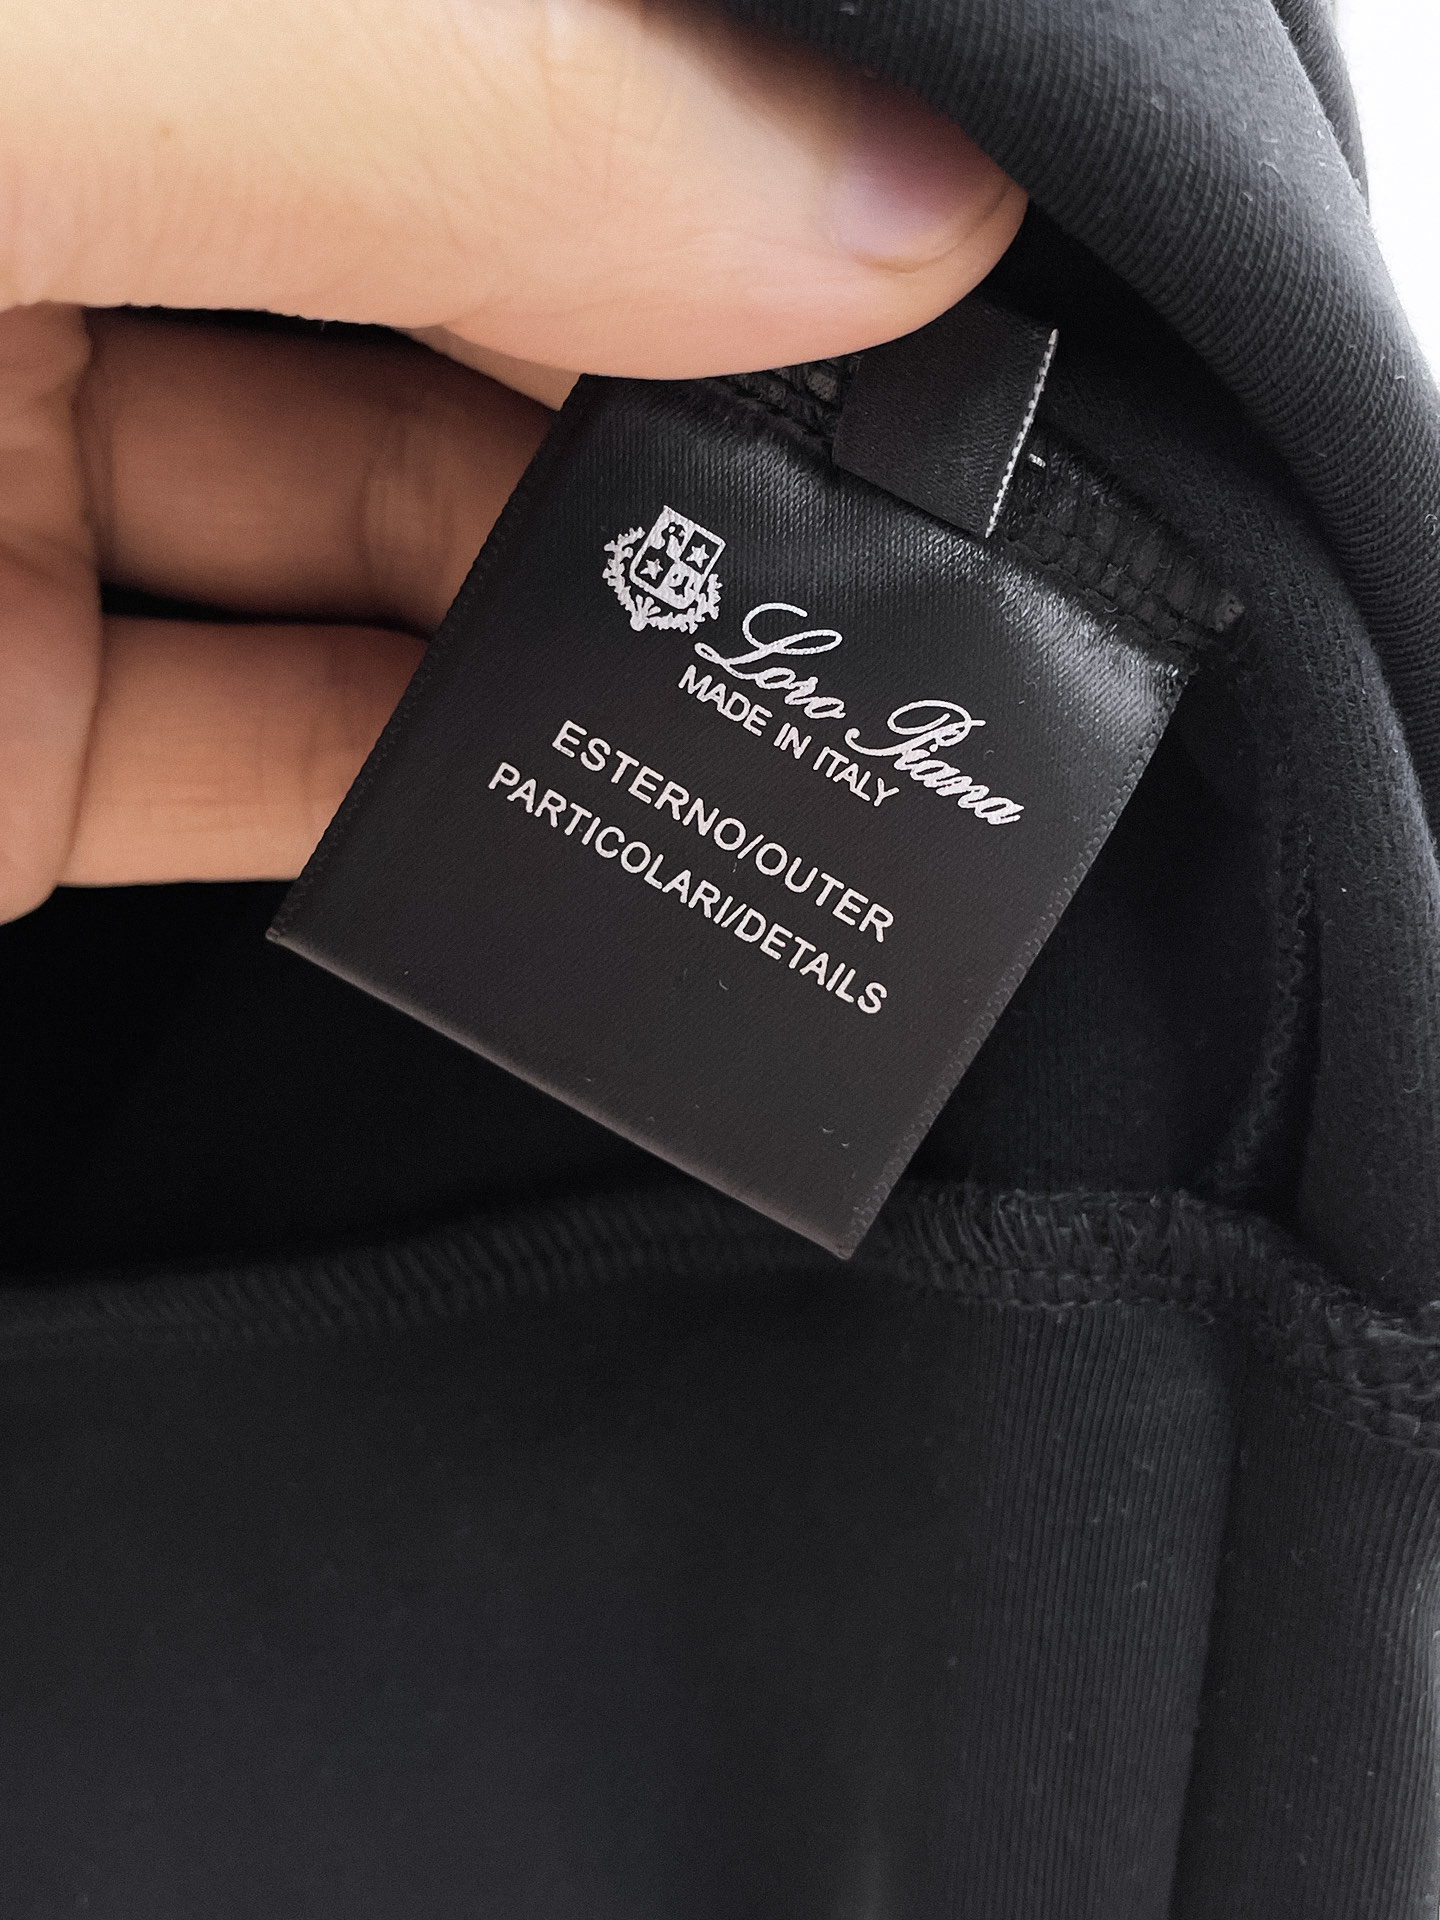 Loro Piana
MADE IN ITALY
ESTERNO/OUTER
PARTICOLARI/DETAILS